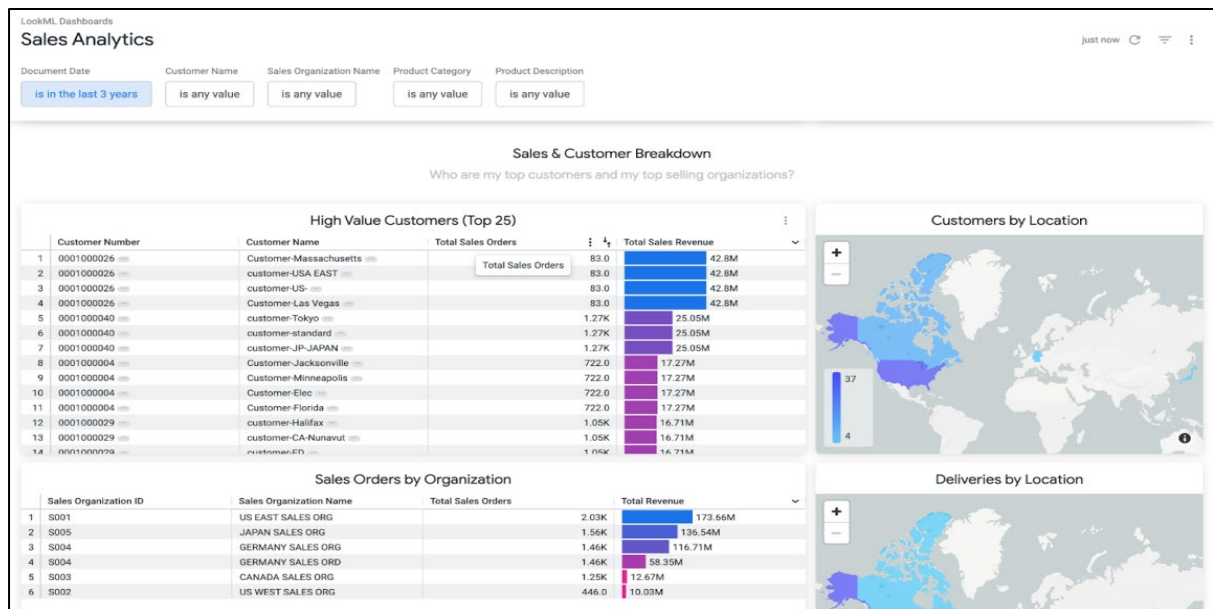 LookML Dashboards
Sales Analytics
just now
Document Date Customer Name Sales Organization Name Product Category Product Description
is in the last 3 years is any value is any value is any value is any value
Sales & Customer Breakdown
Who are my top customers and my top selling organizations?
High Value Customers (Top 25)
Customer Number Customer Name Total Sales Orders Total Sales Revenue
1 0001000026 Customer-Massachusetts 83.0 42.8M
Total Sales Orders
2 0001000026 customer-USA EAST 83.0 42.8M
3 0001000026 customer-US- 83.0 42.8M
4 0001000026 Customer-Las Vegas 83.0 42.8M
5 0001000040 customer-Tokyo 1.27K 25.05M
6 0001000040 customer-standard 1.27K 25.05M
7 0001000040 customer-JP-JAPAN 1.27K 25.05M
8 0001000004 Customer-Jacksonville 722.0 17.27M
9 0001000004 Customer-Minneapolis 722.0 17.27M
10 0001000004 Customer-Elec 722.0 17.27M
11 0001000004 Customer-Florida 722.0 17.27M
12 0001000029 customer-Halifax 1.05K 16.71M
13 0001000029 customer-CA-Nunavut 1.05K 16.71M
14 0001000029 1.05K 16.71M
Customers by Location
+
−
37
4
Sales Orders by Organization
Sales Organization ID Sales Organization Name Total Sales Orders Total Revenue
1 S001 US EAST SALES ORG 2.03K 173.66M
2 S005 JAPAN SALES ORG 1.56K 136.54M
3 S004 GERMANY SALES ORG 1.46K 116.71M
4 S004 GERMANY SALES ORD 1.46K 58.35M
5 S003 CANADA SALES ORG 1.25K 12.67M
6 S002 US WEST SALES ORG 446.0 10.03M
Deliveries by Location
+
−